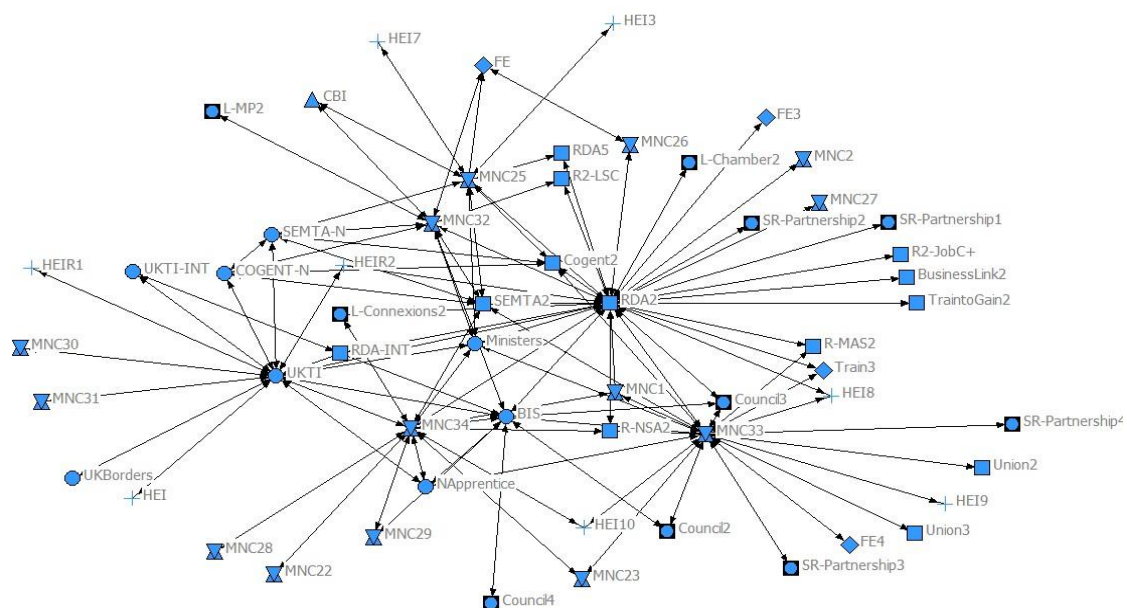 HEI3
HEI7
FE
CBI
L-MP2
FE3
MNC26
RDA5
L-Chamber2
MNC2
MNC25
R2-LSC
MNC27
MNC32
SR-Partnership2
SR-Partnership1
SEMTA-N
R2-JobC+
HEIR1
UKTI-INT
COGENT-N
HEIR2
Cogent2
BusinessLink2
SEMTA2
RDA2
TraintoGain2
L-Connexions2
Ministers
MNC30
RDA-INT
R-MAS2
UKTI
Train3
MNC31
MNC1
HEI8
Council3
BIS
MNC34
R-NSA2
MNC33
SR-Partnership4
UKBorders
NApprentice
Union2
HEI
HEI9
HEI10
Council2
Union3
MNC29
FE4
MNC28
MNC22
MNC23
SR-Partnership3
Council4